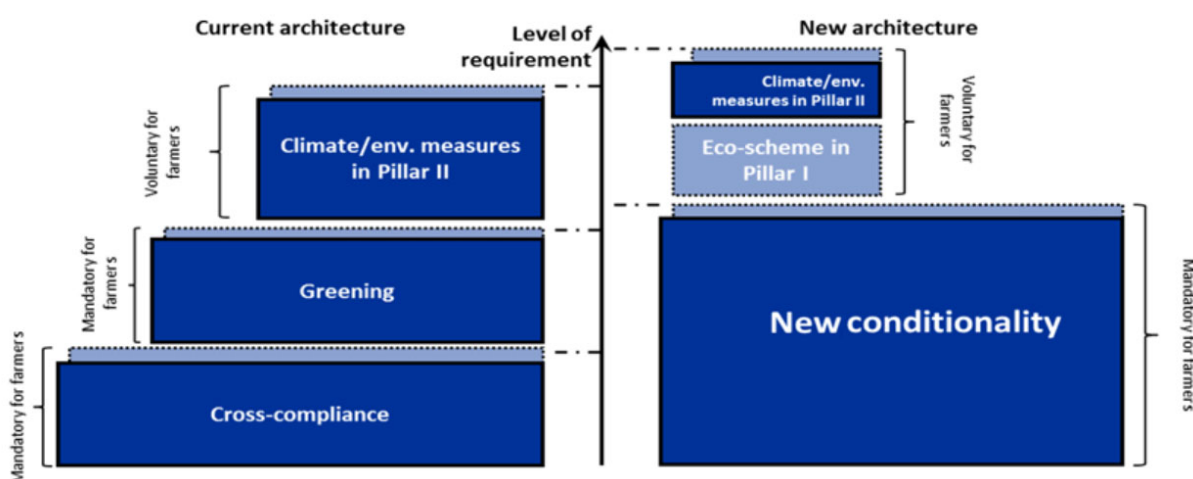 Current architecture
Level of
requirement
New architecture
Voluntary for
farmers
Climate/env. measures
in Pillar II
Mandatory for
farmers
Greening
Mandatory for farmers
Cross-compliance
Climate/env.
measures in Pillar II
Eco-scheme in
Pillar I
Voluntary for
farmers
New conditionality
Mandatory for farmers